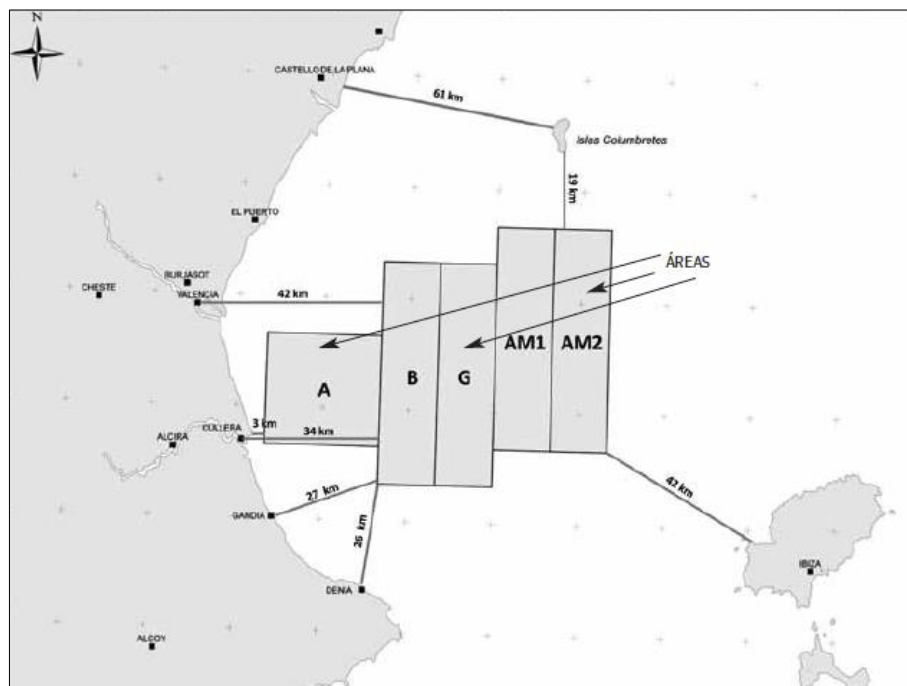 N
CASTELLO DE LA PLANA
61 km
Islas Columbretes
19 km
EL PUERTO
ÁREAS
BURJASOT
CHESTE
VALENCIA
42 km
AM1
AM2
A
B
G
3 km
CULLERA
34 km
ALCIRA
27 km
42 km
GANDIA
26 km
IBIZA
DENIA
ALCOY